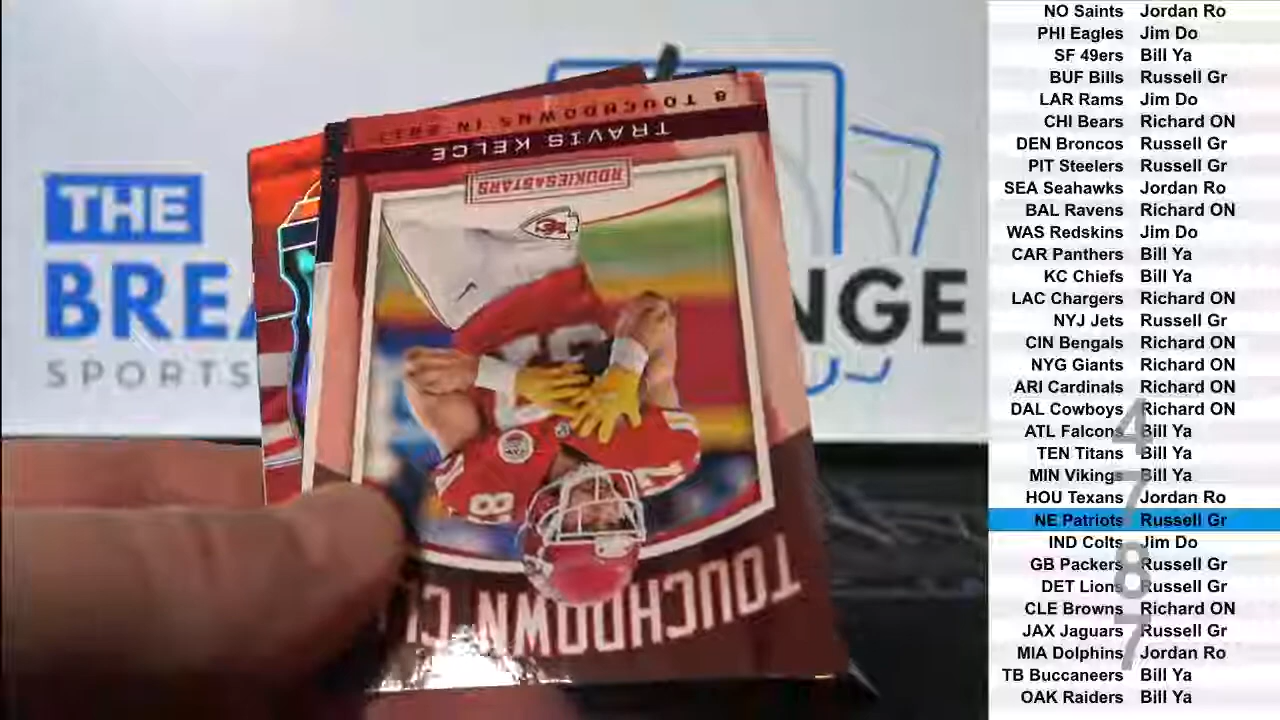 THE
BREA
NGE
SPORTS
8 TOUCHDOWNS IN 2017
TRAVIS KELCE
ROOKIES&STARS
TOUCHDOWN CL
NO Saints Jordan Ro
PHI Eagles Jim Do
SF 49ers Bill Ya
BUF Bills Russell Gr
LAR Rams Jim Do
CHI Bears Richard ON
DEN Broncos Russell Gr
PIT Steelers Russell Gr
SEA Seahawks Jordan Ro
BAL Ravens Richard ON
WAS Redskins Jim Do
CAR Panthers Bill Ya
KC Chiefs Bill Ya
LAC Chargers Richard ON
NYJ Jets Russell Gr
CIN Bengals Richard ON
NYG Giants Richard ON
ARI Cardinals Richard ON
DAL Cowboys Richard ON
ATL Falcons Bill Ya
TEN Titans Bill Ya
MIN Vikings Bill Ya
HOU Texans Jordan Ro
NE Patriots Russell Gr
IND Colts Jim Do
GB Packers Russell Gr
DET Lions Russell Gr
CLE Browns Richard ON
JAX Jaguars Russell Gr
MIA Dolphins Jordan Ro
TB Buccaneers Bill Ya
OAK Raiders Bill Ya
4
7
8
7